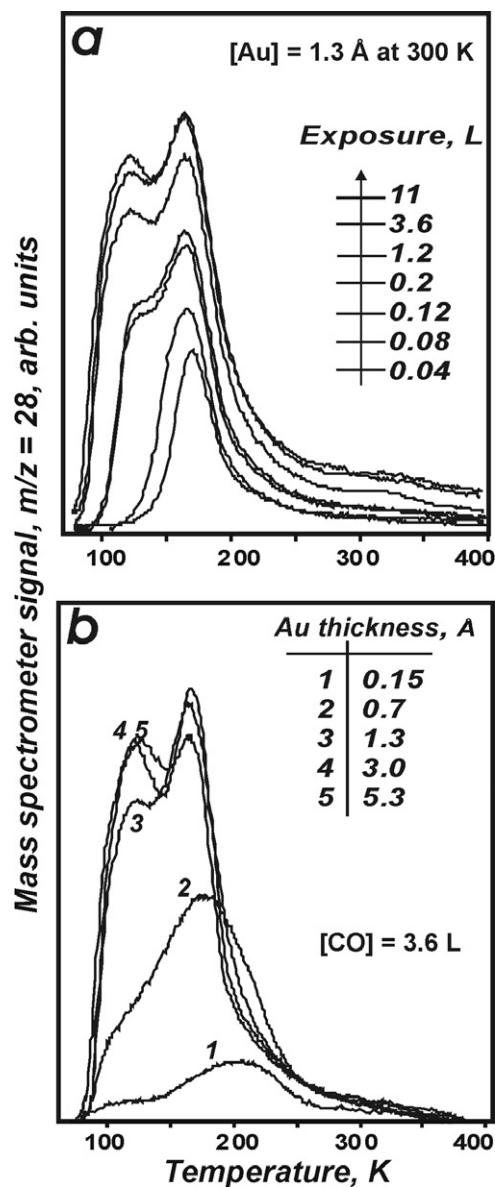 a
[Au] = 1.3 Å at 300 K
Exposure, L
11
3.6
1.2
0.2
0.12
0.08
0.04
100 200 300 400
b
Au thickness, Å
1 0.15
2 0.7
3 1.3
4 3.0
5 5.3
4 5
3
2
[CO] = 3.6 L
1
100 200 300 400
Temperature, K
Mass spectrometer signal, m/z = 28, arb. units